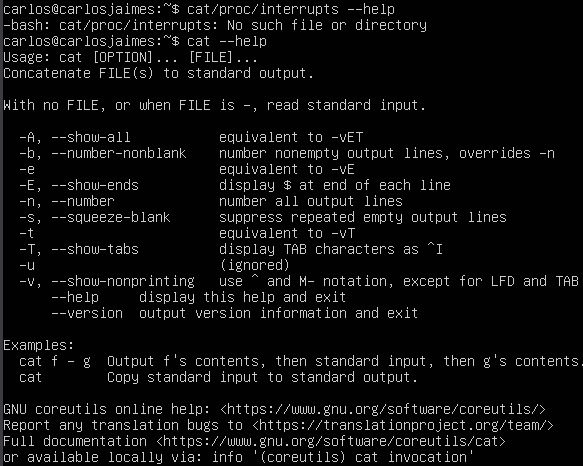 carlos@carlosjaimes:~$ cat/proc/interrupts --help
-bash: cat/proc/interrupts: No such file or directory
carlos@carlosjaimes:~$ cat --help
Usage: cat [OPTION]... [FILE]...
Concatenate FILE(s) to standard output.

With no FILE, or when FILE is -, read standard input.

  -A, --show-all           equivalent to -vET
  -b, --number-nonblank    number nonempty output lines, overrides -n
  -e                       equivalent to -vE
  -E, --show-ends          display $ at end of each line
  -n, --number             number all output lines
  -s, --squeeze-blank      suppress repeated empty output lines
  -t                       equivalent to -vT
  -T, --show-tabs          display TAB characters as ^I
  -u                       (ignored)
  -v, --show-nonprinting   use ^ and M- notation, except for LFD and TAB
      --help     display this help and exit
      --version  output version information and exit

Examples:
  cat f - g  Output f's contents, then standard input, then g's contents.
  cat        Copy standard input to standard output.

GNU coreutils online help: <https://www.gnu.org/software/coreutils/>
Report any translation bugs to <https://translationproject.org/team/>
Full documentation <https://www.gnu.org/software/coreutils/cat>
or available locally via: info '(coreutils) cat invocation'